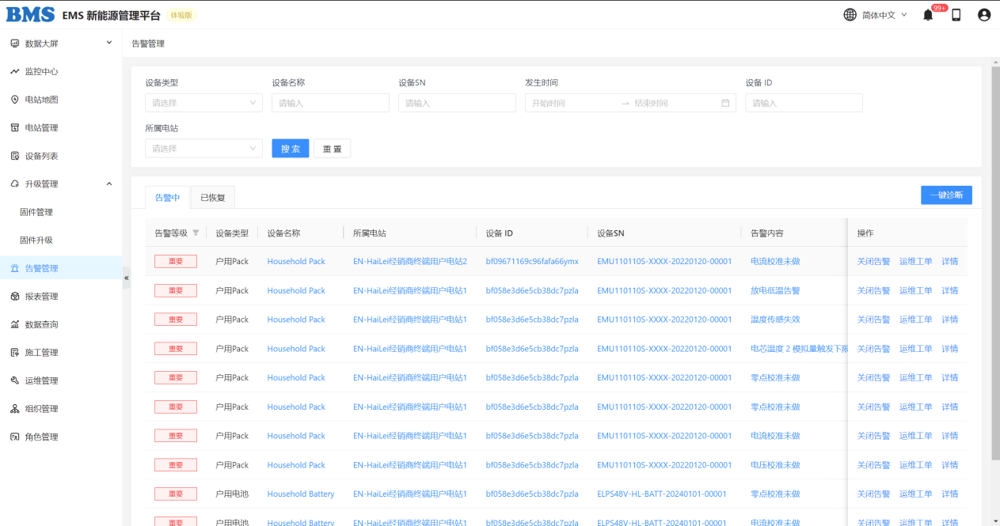 BMS EMS 新能源管理平台 体验版 简体中文 99+
数据大屏
监控中心
电站地图
电站管理
设备列表
升级管理
固件管理
固件升级
告警管理
报表管理
数据查询
施工管理
运维管理
组织管理
角色管理
«
告警管理
设备类型 设备名称 设备SN 发生时间 设备 ID
请选择 请输入 请输入 开始时间 → 结束时间 请输入
所属电站
请选择 搜 索 重 置
告警中 已恢复 一键诊断
告警等级 设备类型 设备名称 所属电站 设备 ID 设备SN 告警内容 操作
重要 户用Pack Household Pack EN-HaiLei经销商终端用户电站2 bf09671169c96fafa66ymx EMU110110S-XXXX-20220120-00001 电流校准未做 关闭告警 运维工单 详情
重要 户用Pack Household Pack EN-HaiLei经销商终端用户电站1 bf058e3d6e5cb38dc7pzla EMU110110S-XXXX-20220120-00001 放电低温告警 关闭告警 运维工单 详情
重要 户用Pack Household Pack EN-HaiLei经销商终端用户电站1 bf058e3d6e5cb38dc7pzla EMU110110S-XXXX-20220120-00001 温度传感失效 关闭告警 运维工单 详情
重要 户用Pack Household Pack EN-HaiLei经销商终端用户电站1 bf058e3d6e5cb38dc7pzla EMU110110S-XXXX-20220120-00001 电芯温度 2 模拟量触发下限 关闭告警 运维工单 详情
重要 户用Pack Household Pack EN-HaiLei经销商终端用户电站1 bf058e3d6e5cb38dc7pzla EMU110110S-XXXX-20220120-00001 零点校准未做 关闭告警 运维工单 详情
重要 户用Pack Household Pack EN-HaiLei经销商终端用户电站1 bf058e3d6e5cb38dc7pzla EMU110110S-XXXX-20220120-00001 零点校准未做 关闭告警 运维工单 详情
重要 户用Pack Household Pack EN-HaiLei经销商终端用户电站1 bf058e3d6e5cb38dc7pzla EMU110110S-XXXX-20220120-00001 电流校准未做 关闭告警 运维工单 详情
重要 户用Pack Household Pack EN-HaiLei经销商终端用户电站1 bf058e3d6e5cb38dc7pzla EMU110110S-XXXX-20220120-00001 电压校准未做 关闭告警 运维工单 详情
重要 户用电池 Household Battery EN-HaiLei经销商终端用户电站1 bf058e3d6e5cb38dc7pzla ELPS48V-HL-BATT-20240101-00001 零点校准未做 关闭告警 运维工单 详情
重要 户用电池 Household Battery EN-HaiLei经销商终端用户电站1 bf058e3d6e5cb38dc7pzla ELPS48V-HL-BATT-20240101-00001 电流校准未做 关闭告警 运维工单 详情